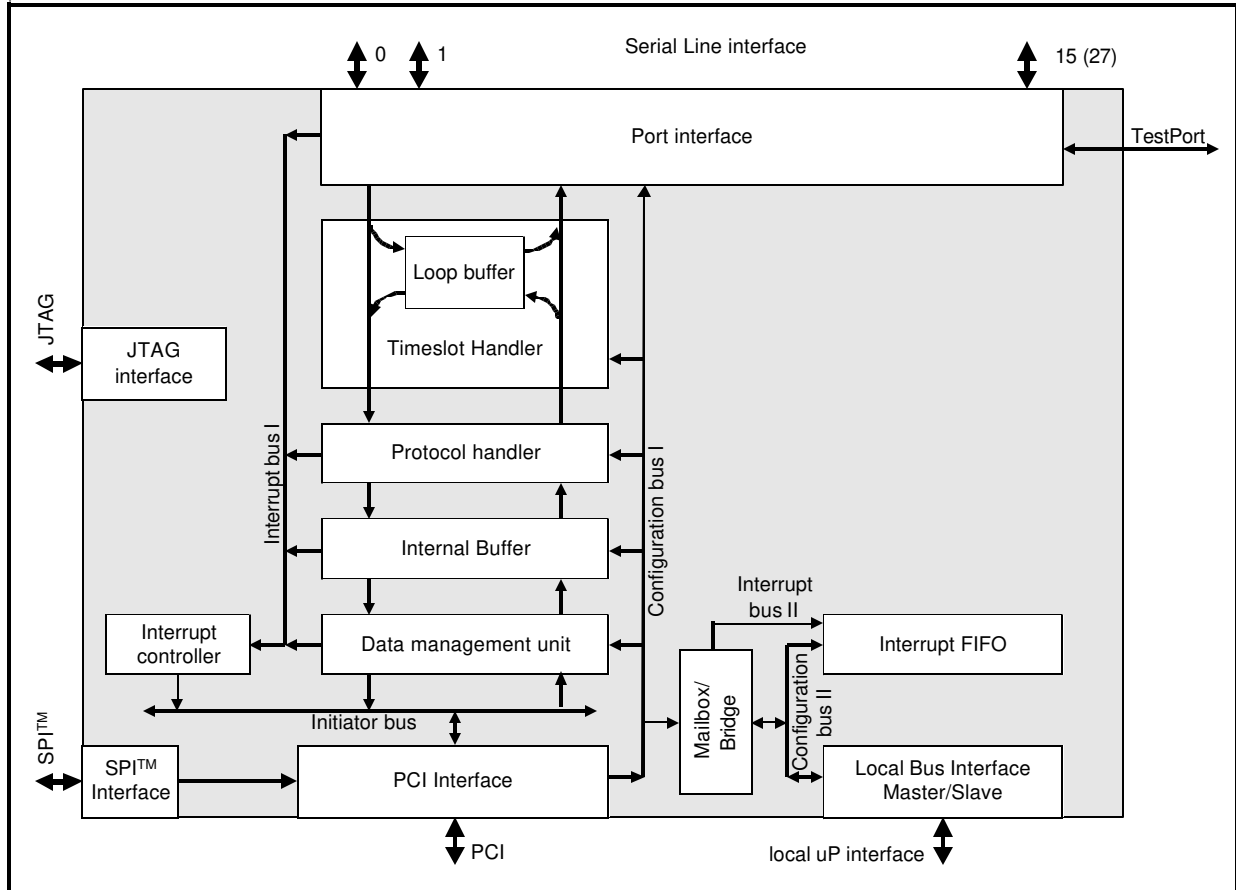 Serial Line interface
0
1
15 (27)
Port interface
TestPort
Loop buffer
Timeslot Handler
JTAG
JTAG
interface
Interrupt bus I
Protocol handler
Configuration bus I
Internal Buffer
Interrupt
controller
Data management unit
Interrupt
bus II
Interrupt FIFO
Mailbox/
Bridge
Configuration
bus II
Initiator bus
SPI™
SPI™
Interface
PCI Interface
Local Bus Interface
Master/Slave
PCI
local uP interface